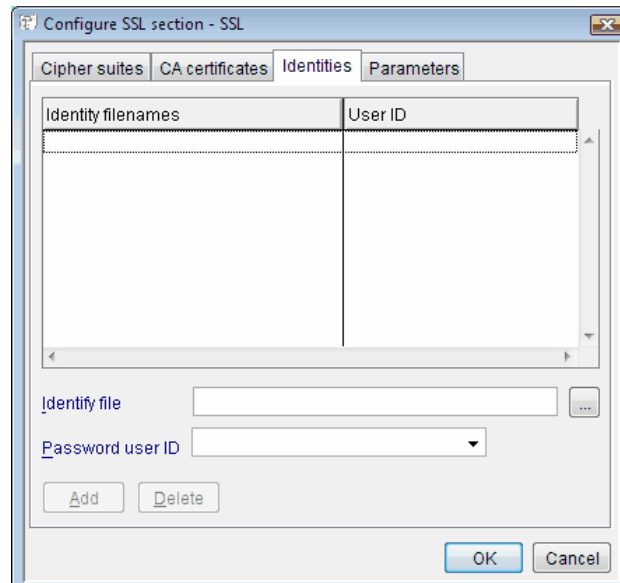 Configure SSL section - SSL
Cipher suites CA certificates Identities Parameters
Identity filenames User ID
Identify file ...
Password user ID
Add Delete
OK Cancel